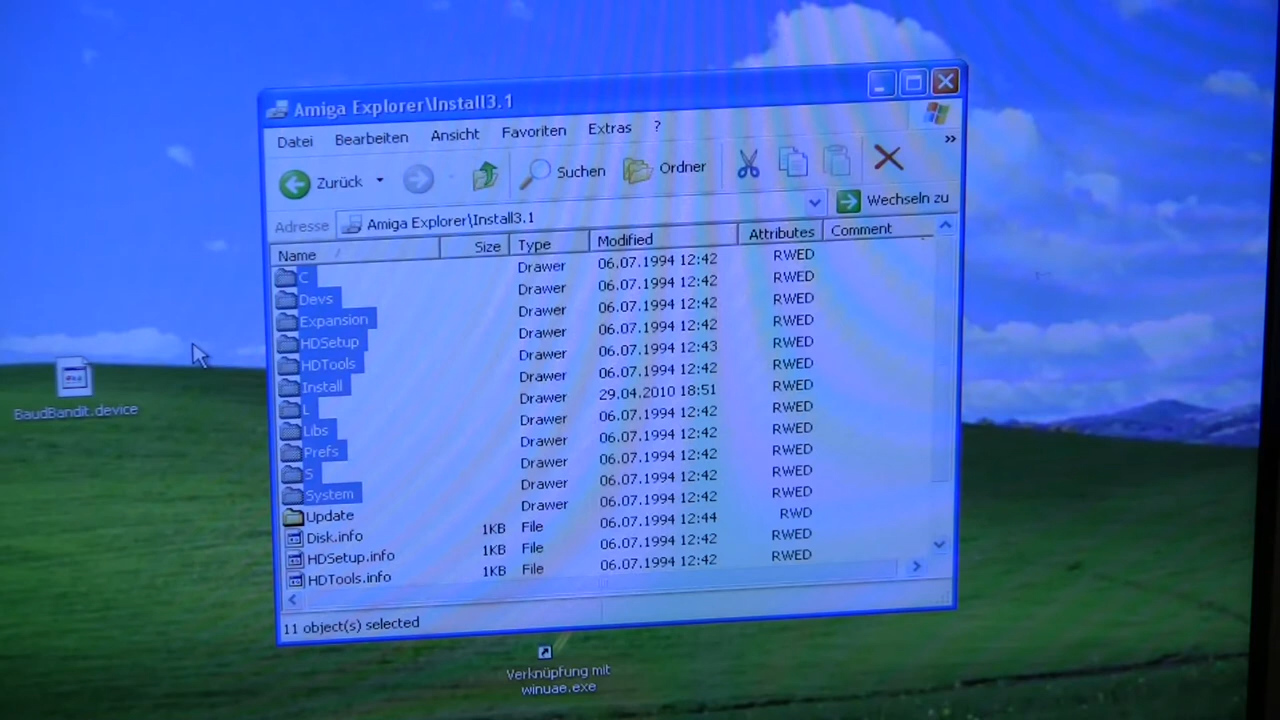 Amiga Explorer\Install3.1
Datei Bearbeiten Ansicht Favoriten Extras ? »
Zurück Suchen Ordner
Adresse Amiga Explorer\Install3.1 Wechseln zu
Name Size Type Modified Attributes Comment
C Drawer 06.07.1994 12:42 RWED
Devs Drawer 06.07.1994 12:42 RWED
Expansion Drawer 06.07.1994 12:42 RWED
HDSetup Drawer 06.07.1994 12:42 RWED
HDTools Drawer 06.07.1994 12:43 RWED
Install Drawer 06.07.1994 12:42 RWED
L Drawer 29.04.2010 18:51 RWED
Libs Drawer 06.07.1994 12:42 RWED
Prefs Drawer 06.07.1994 12:42 RWED
S Drawer 06.07.1994 12:42 RWED
System Drawer 06.07.1994 12:42 RWED
Update Drawer 06.07.1994 12:42 RWED
Disk.info 1KB File 06.07.1994 12:44 RWD
HDSetup.info 1KB File 06.07.1994 12:42 RWED
HDTools.info 1KB File 06.07.1994 12:42 RWED
11 object(s) selected
BaudBandit.device
Verknüpfung mit
winuae.exe